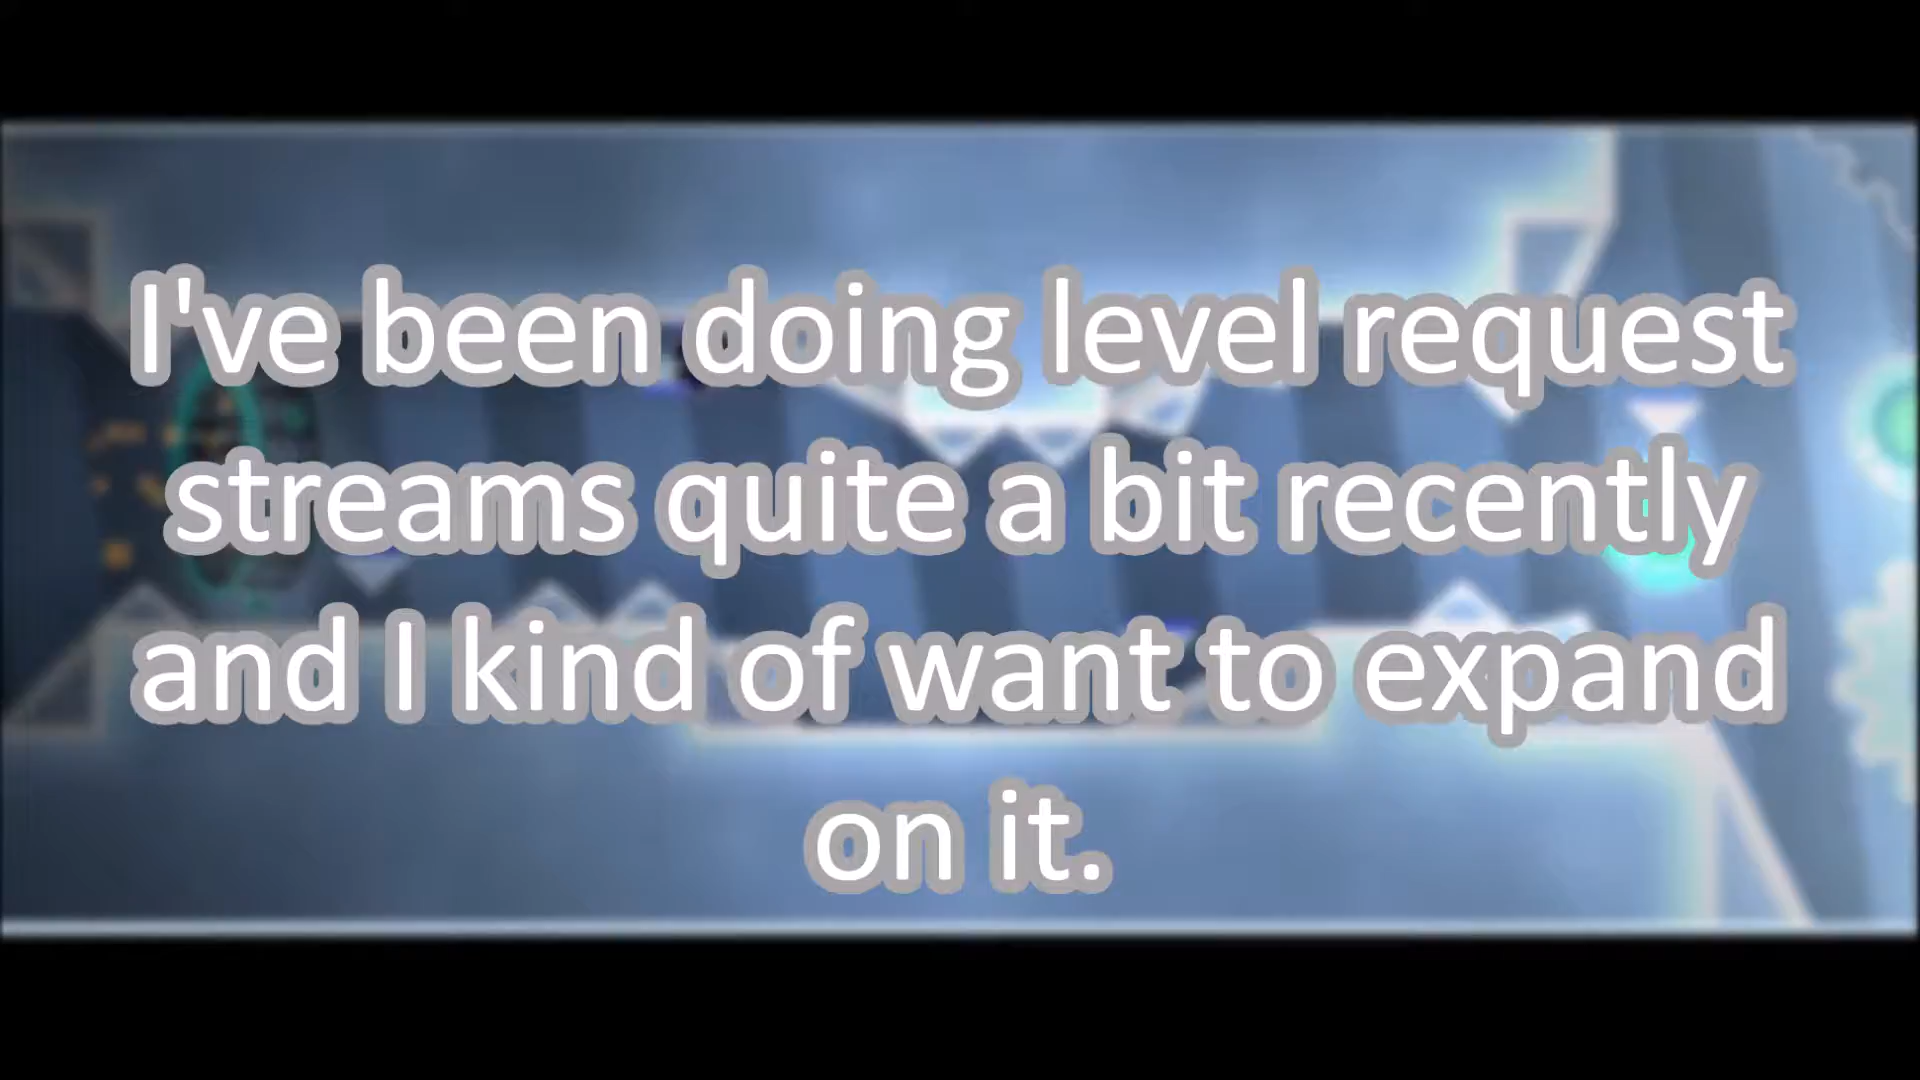 I've been doing level request
streams quite a bit recently
and I kind of want to expand
on it.